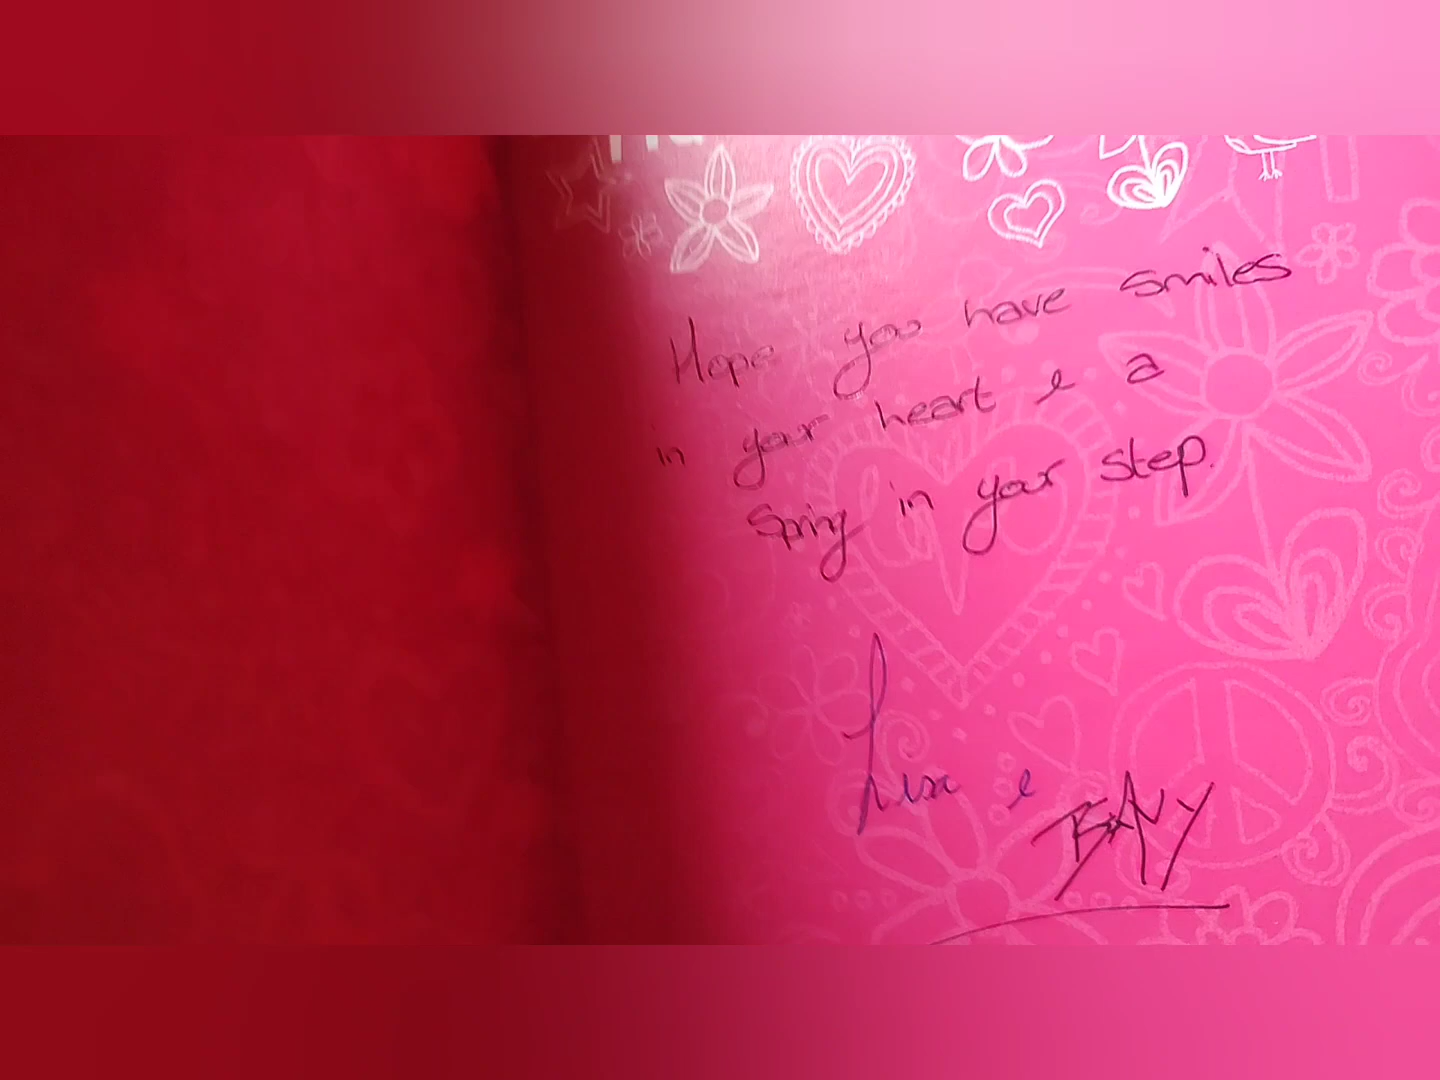 Hope you have smiles
in your heart & a
spring in your step.
Lisa &